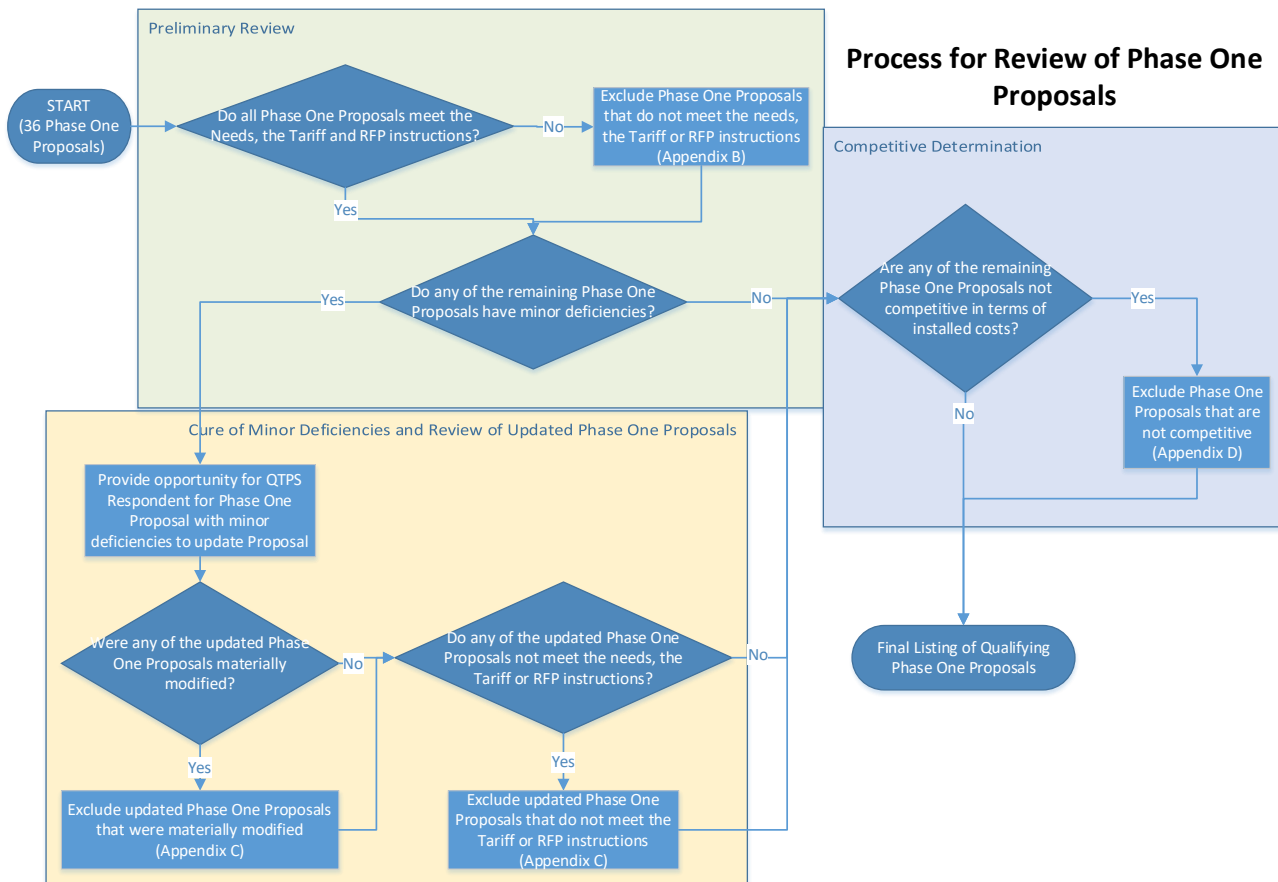 Preliminary Review
Process for Review of Phase One
Proposals
START
(36 Phase One
Proposals)
Do all Phase One Proposals meet the
Needs, the Tariff and RFP instructions?
No
Exclude Phase One Proposals
that do not meet the needs,
the Tariff or RFP instructions
(Appendix B)
Yes
Do any of the remaining Phase One
Proposals have minor deficiencies?
Yes
No
Competitive Determination
Are any of the remaining
Phase One Proposals not
competitive in terms of
installed costs?
Yes
No
Exclude Phase One
Proposals that are
not competitive
(Appendix D)
Cure of Minor Deficiencies and Review of Updated Phase One Proposals
Provide opportunity for QTPS
Respondent for Phase One
Proposal with minor
deficiencies to update Proposal
Were any of the updated Phase
One Proposals materially
modified?
No
Do any of the updated Phase One
Proposals not meet the needs, the
Tariff or RFP instructions?
No
Final Listing of Qualifying
Phase One Proposals
Yes
Yes
Exclude updated Phase One Proposals
that were materially modified
(Appendix C)
Exclude updated Phase One
Proposals that do not meet the
Tariff or RFP instructions
(Appendix C)